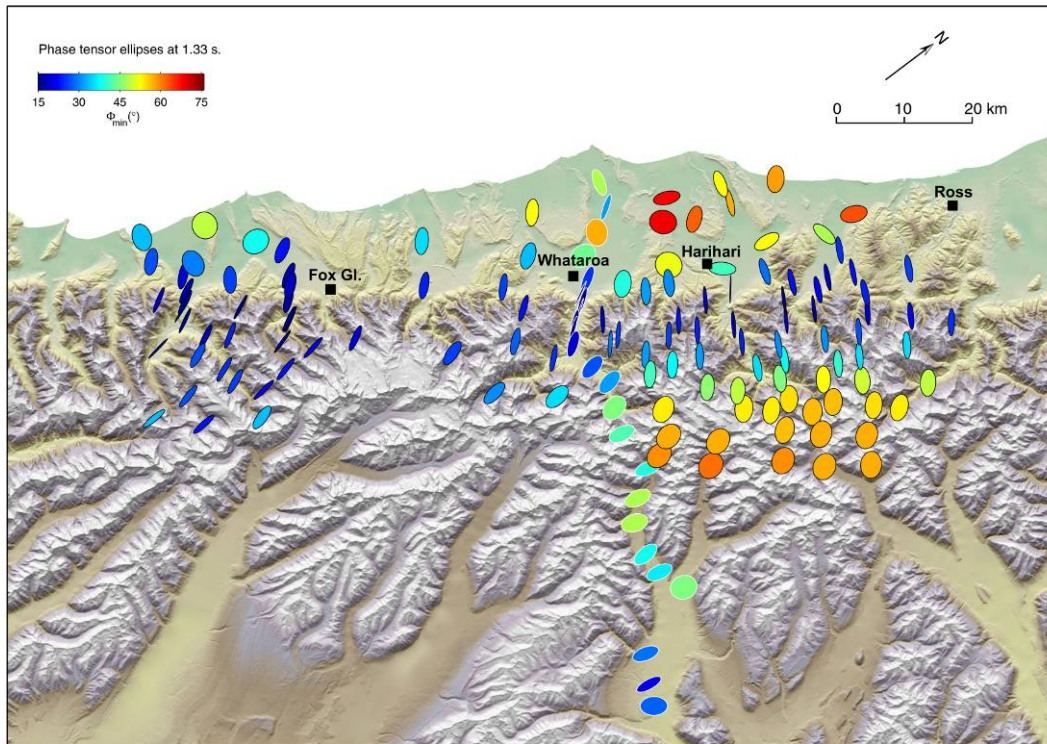 Phase tensor ellipses at 1.33 s.
15 30 45 60 75
Φmin(°)
N
0 10 20 km
Ross
Harihari
Whataroa
Fox Gl.